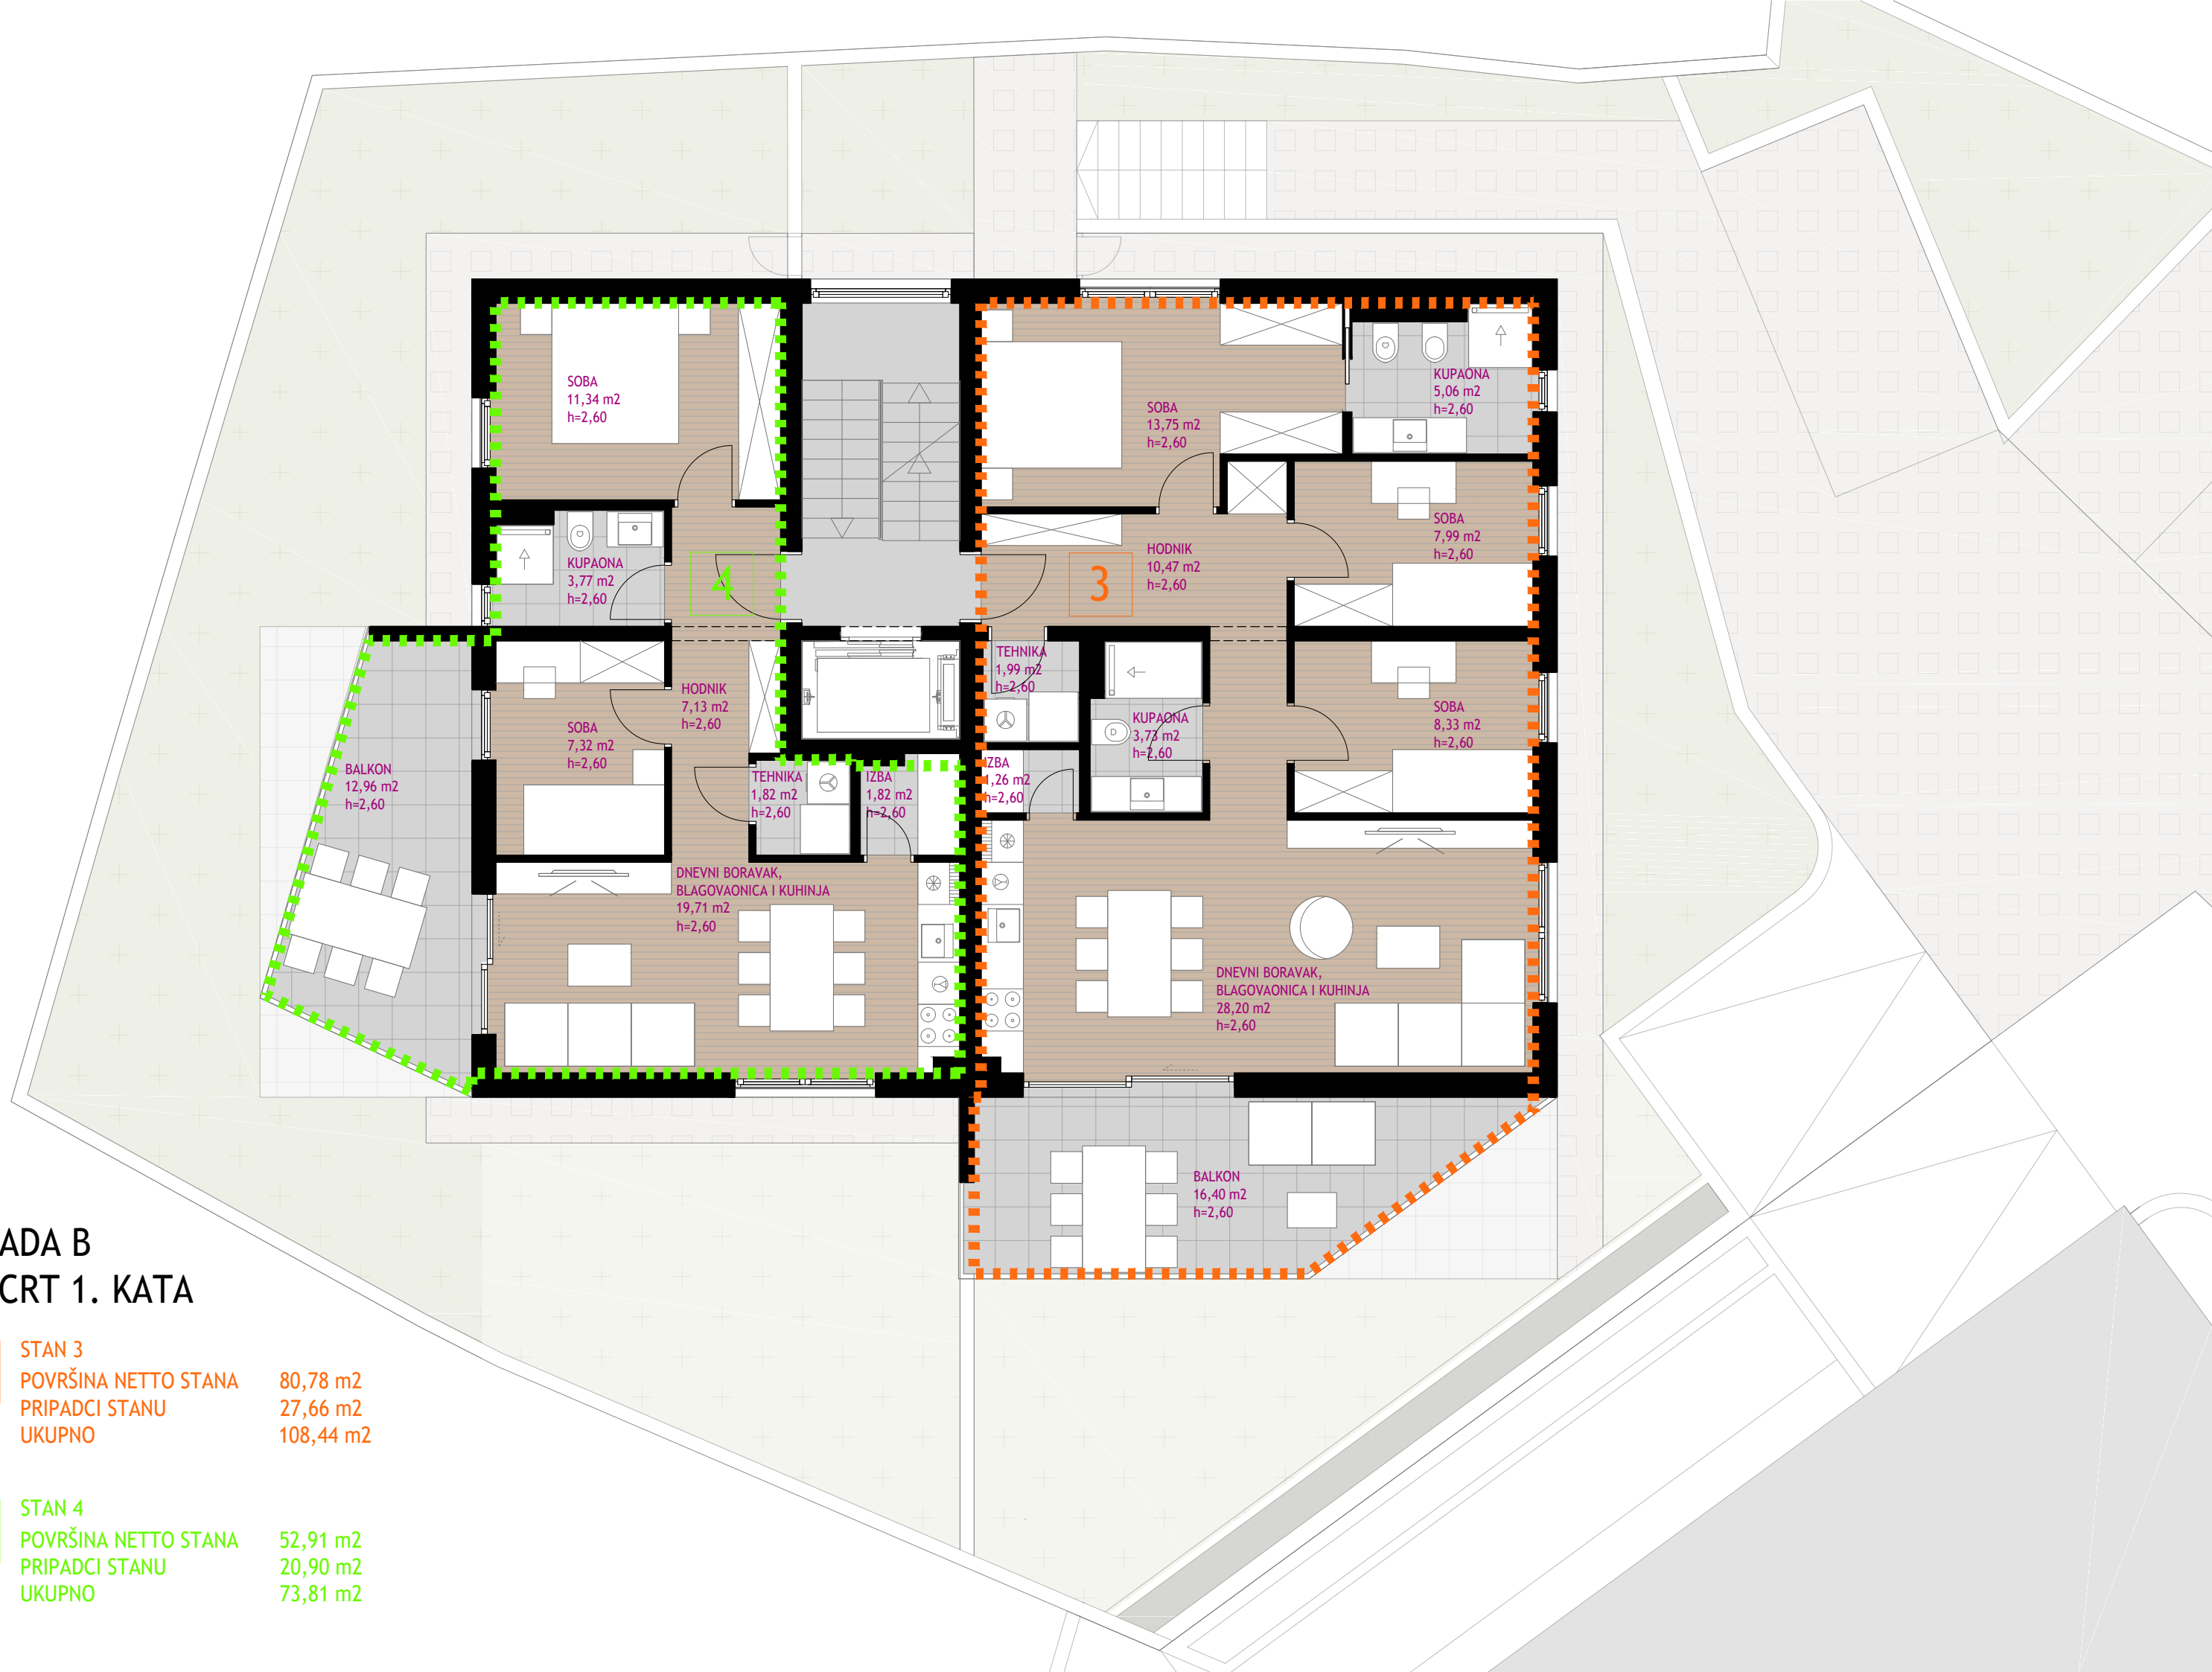 SOBA
11,34 m2
h=2,60
SOBA
13,75 m2
h=2,60
KUPAONA
5,06 m2
h=2,60
KUPAONA
3,77 m2
h=2,60
4
3
HODNIK
10,47 m2
h=2,60
SOBA
7,99 m2
h=2,60
HODNIK
7,13 m2
h=2,60
SOBA
7,32 m2
h=2,60
TEHNIKA
1,99 m2
h=2,60
KUPAONA
3,73 m2
h=2,60
SOBA
8,33 m2
h=2,60
BALKON
12,96 m2
h=2,60
TEHNIKA
1,82 m2
h=2,60
IZBA
1,82 m2
h=2,60
IZBA
1,26 m2
h=2,60
DNEVNI BORAVAK,
BLAGOVAONICA I KUHINJA
19,71 m2
h=2,60
DNEVNI BORAVAK,
BLAGOVAONICA I KUHINJA
28,20 m2
h=2,60
BALKON
16,40 m2
h=2,60
ADA B
CRT 1. KATA
STAN 3
POVRŠINA NETTO STANA 80,78 m2
PRIPADCI STANU 27,66 m2
UKUPNO 108,44 m2
STAN 4
POVRŠINA NETTO STANA 52,91 m2
PRIPADCI STANU 20,90 m2
UKUPNO 73,81 m2